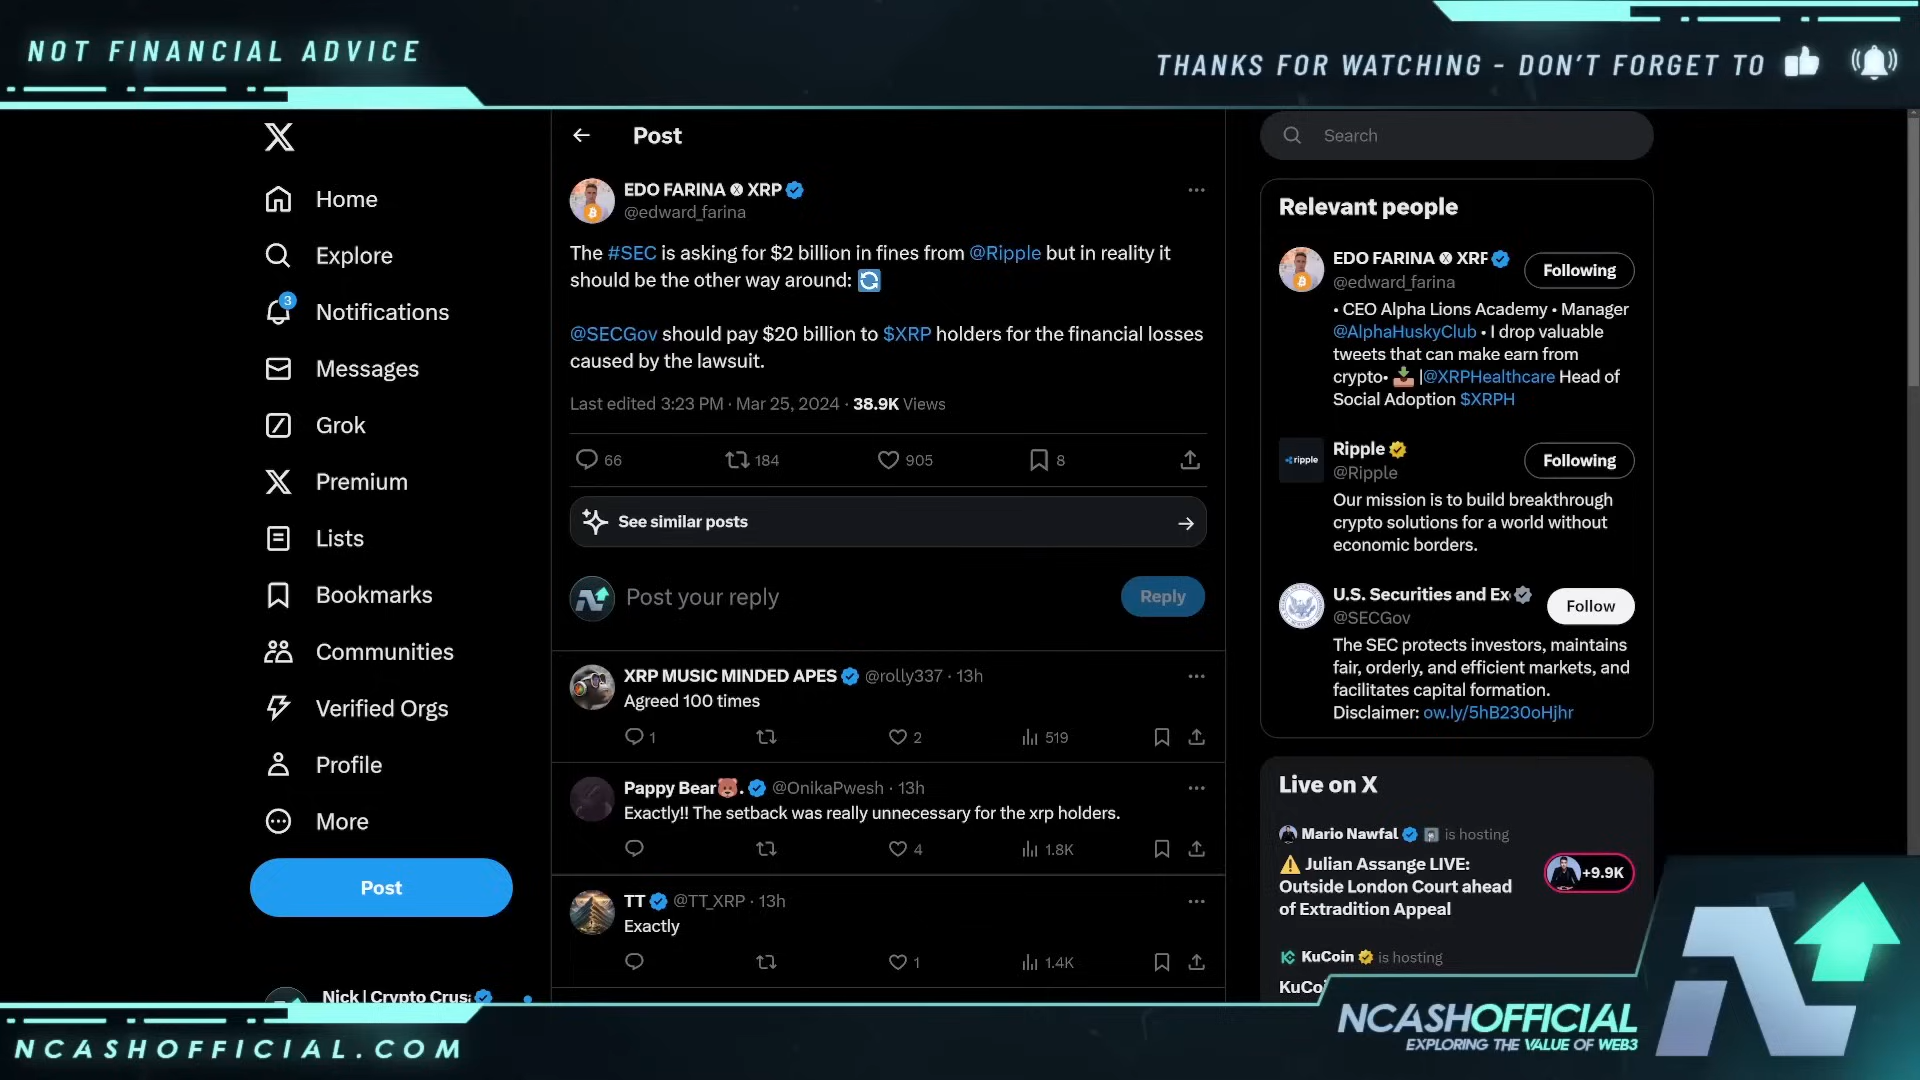 NOT FINANCIAL ADVICE
THANKS FOR WATCHING - DON'T FORGET TO
Home
Explore
3
Notifications
Messages
Grok
Premium
Lists
Bookmarks
Communities
Verified Orgs
Profile
More
Post
Nick | Crypto Crus
Post
EDO FARINA XRP
@edward_farina
The #SEC is asking for $2 billion in fines from @Ripple but in reality it
should be the other way around: 🔄
@SECGov should pay $20 billion to $XRP holders for the financial losses
caused by the lawsuit.
Last edited 3:23 PM · Mar 25, 2024 · 38.9K Views
66 184 905 8
See similar posts
Post your reply
Reply
XRP MUSIC MINDED APES @rolly337 · 13h
Agreed 100 times
1 2 519
Pappy Bear🐻. @OnikaPwesh · 13h
Exactly!! The setback was really unnecessary for the xrp holders.
4 1.8K
TT @TT_XRP · 13h
Exactly
1 1.4K
Search
Relevant people
EDO FARINA XRP
@edward_farina
Following
• CEO Alpha Lions Academy • Manager
@AlphaHuskyClub • I drop valuable
tweets that can make earn from
crypto• 📥 |@XRPHealthcare Head of
Social Adoption $XRPH
ripple
Ripple
@Ripple
Following
Our mission is to build breakthrough
crypto solutions for a world without
economic borders.
U.S. Securities and Ex
@SECGov
Follow
The SEC protects investors, maintains
fair, orderly, and efficient markets, and
facilitates capital formation.
Disclaimer: ow.ly/5hB230oHjhr
Live on X
Mario Nawfal is hosting
⚠️ Julian Assange LIVE:
Outside London Court ahead
of Extradition Appeal
+9.9K
KuCoin is hosting
KuCoi
NCASHOFFICIAL.COM
NCASHOFFICIAL
EXPLORING THE VALUE OF WEB3